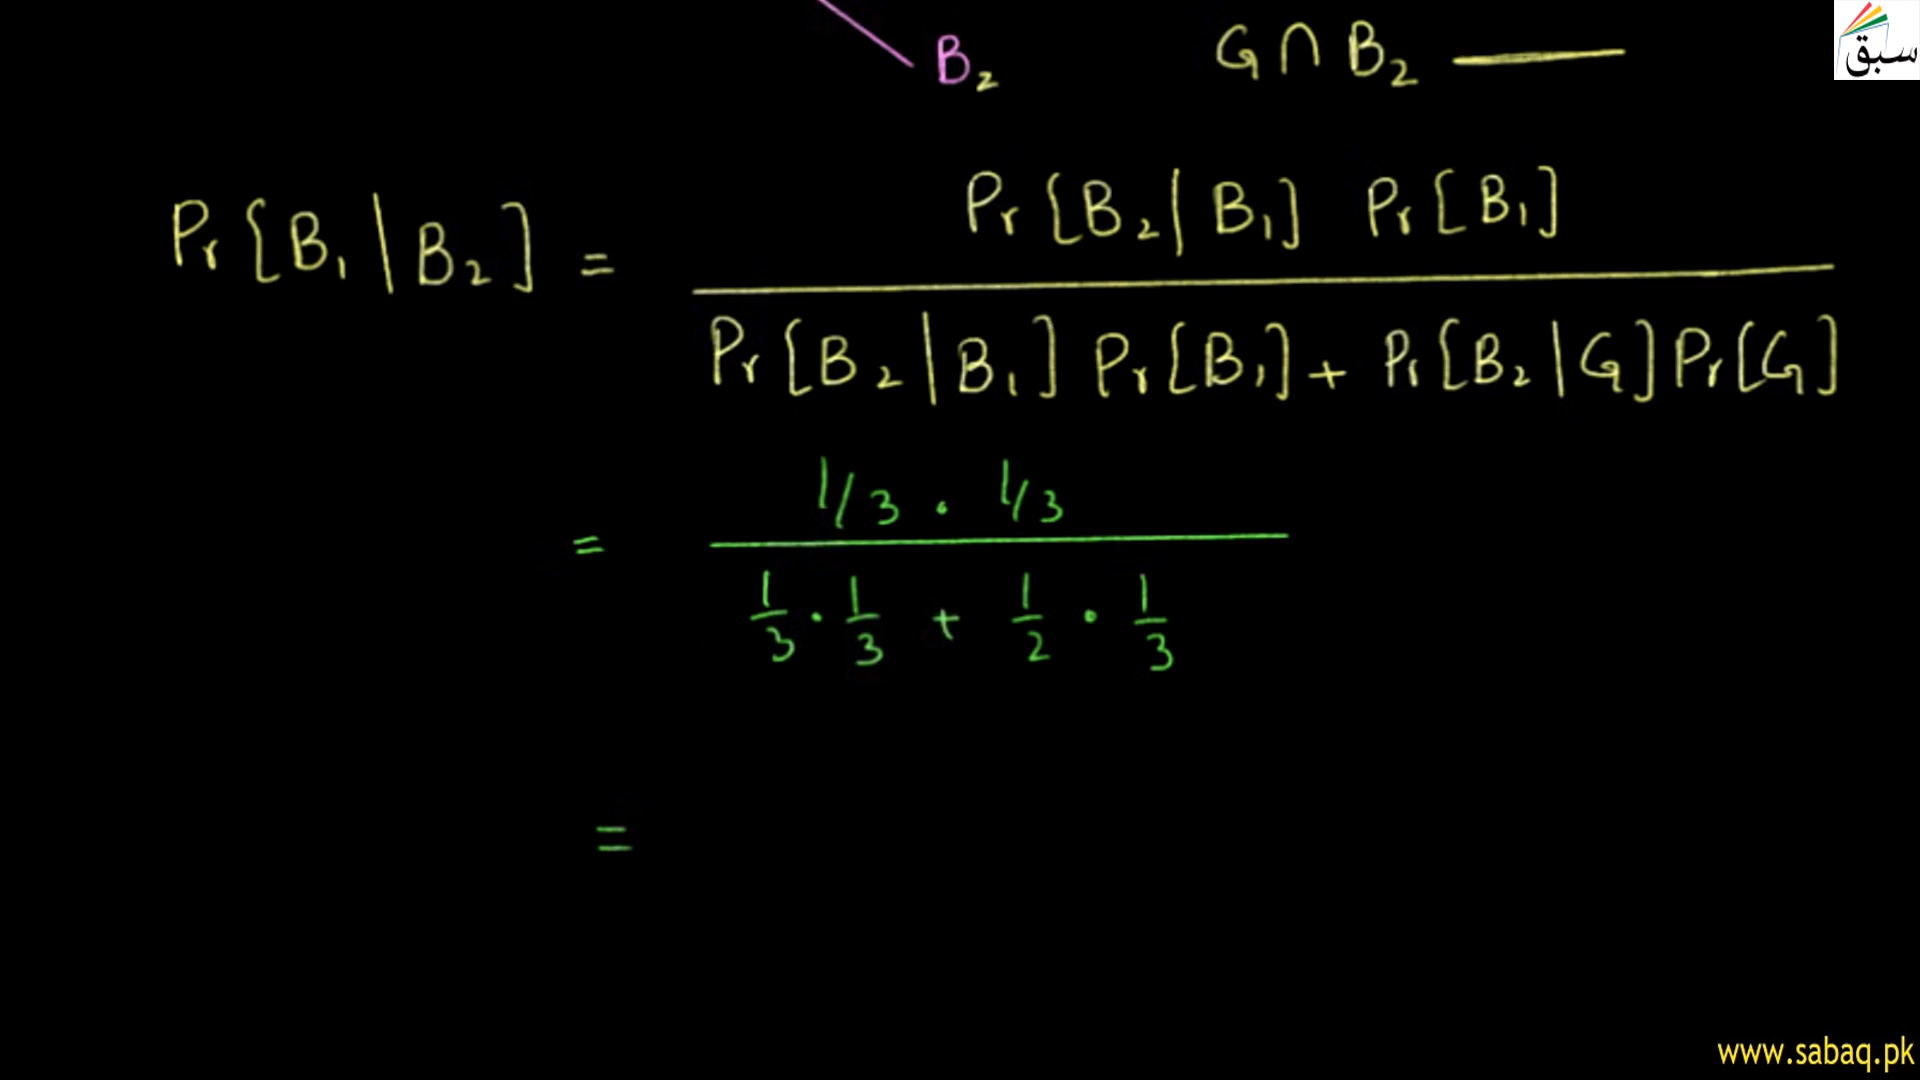 B₂ G∩B₂ —
سبق
Pr[B₁|B₂] = Pr[B₂|B₁] Pr[B₁]
Pr[B₂|B₁] Pr[B₁] + Pr[B₂|G] Pr[G]
= 1/3 . 1/3
1/3 . 1/3 + 1/2 . 1/3
=
www.sabaq.pk